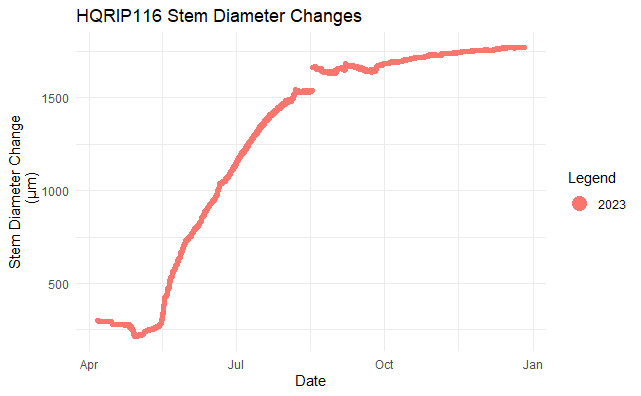 HQRIP116 Stem Diameter Changes
Stem Diameter Change
(μm)
1500
1000
500
Apr
Jul
Oct
Jan
Date
Legend
2023